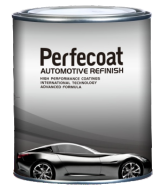 Perfecoat
AUTOMOTIVE REFINISH
HIGH PERFORMANCE COATINGS
INTERNATIONAL TECHNOLOGY
ADVANCED FORMULA